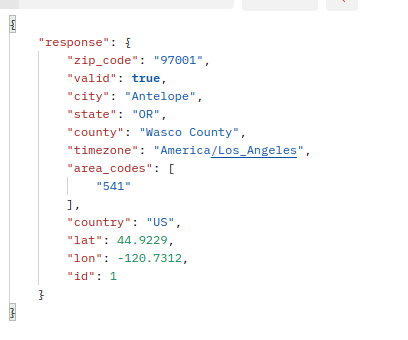 {
"response": {
"zip_code": "97001",
"valid": true,
"city": "Antelope",
"state": "OR",
"county": "Wasco County",
"timezone": "America/Los_Angeles",
"area_codes": [
"541"
],
"country": "US",
"lat": 44.9229,
"lon": -120.7312,
"id": 1
}
}